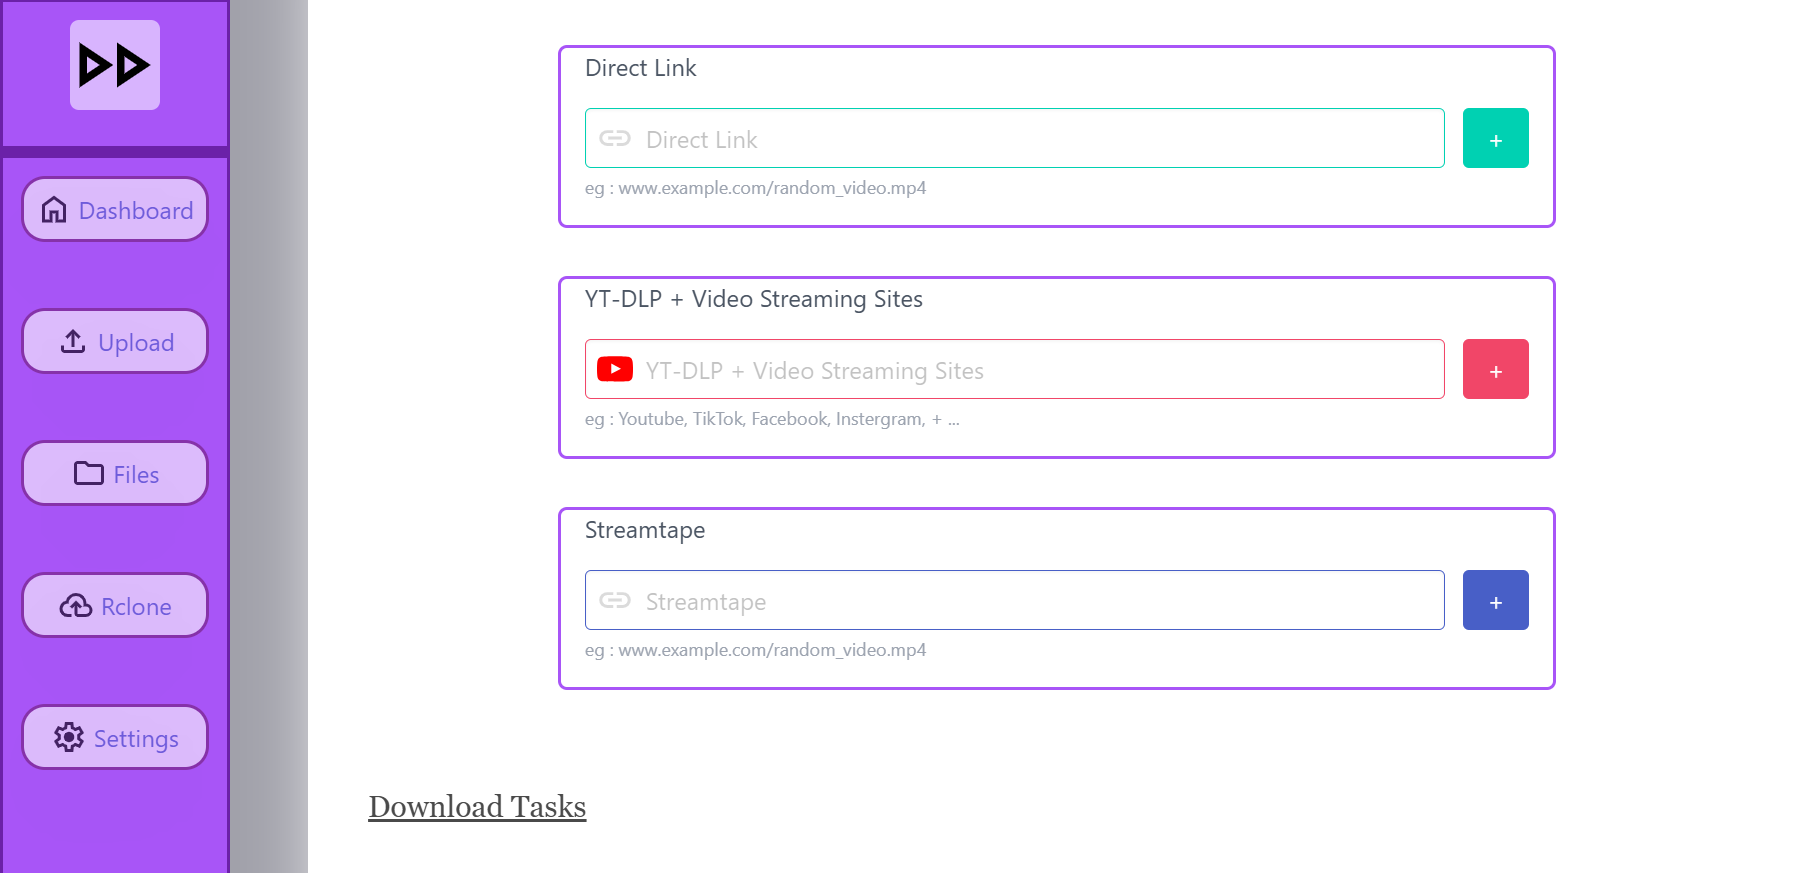 Dashboard
Upload
Files
Rclone
Settings
Direct Link
Direct Link
+
eg : www.example.com/random_video.mp4
YT-DLP + Video Streaming Sites
YT-DLP + Video Streaming Sites
+
eg : Youtube, TikTok, Facebook, Instergram, + ...
Streamtape
Streamtape
+
eg : www.example.com/random_video.mp4
Download Tasks